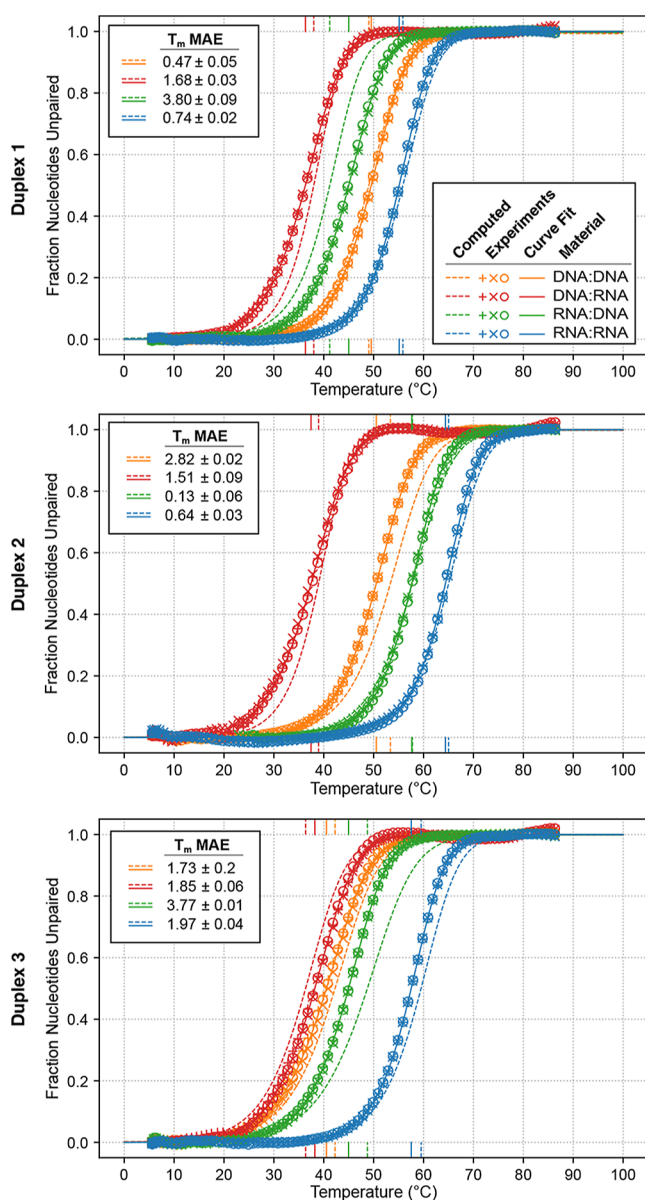 Duplex 1
Fraction Nucleotides Unpaired
1.0
0.8
0.6
0.4
0.2
0.0
Tm MAE
0.47 ± 0.05
1.68 ± 0.03
3.80 ± 0.09
0.74 ± 0.02
Computed
Experiments
Curve Fit
Material
DNA:DNA
DNA:RNA
RNA:DNA
RNA:RNA
0 10 20 30 40 50 60 70 80 90 100
Temperature (°C)
Duplex 2
Fraction Nucleotides Unpaired
1.0
0.8
0.6
0.4
0.2
0.0
Tm MAE
2.82 ± 0.02
1.51 ± 0.09
0.13 ± 0.06
0.64 ± 0.03
0 10 20 30 40 50 60 70 80 90 100
Temperature (°C)
Duplex 3
Fraction Nucleotides Unpaired
1.0
0.8
0.6
0.4
0.2
0.0
Tm MAE
1.73 ± 0.2
1.85 ± 0.06
3.77 ± 0.01
1.97 ± 0.04
0 10 20 30 40 50 60 70 80 90 100
Temperature (°C)